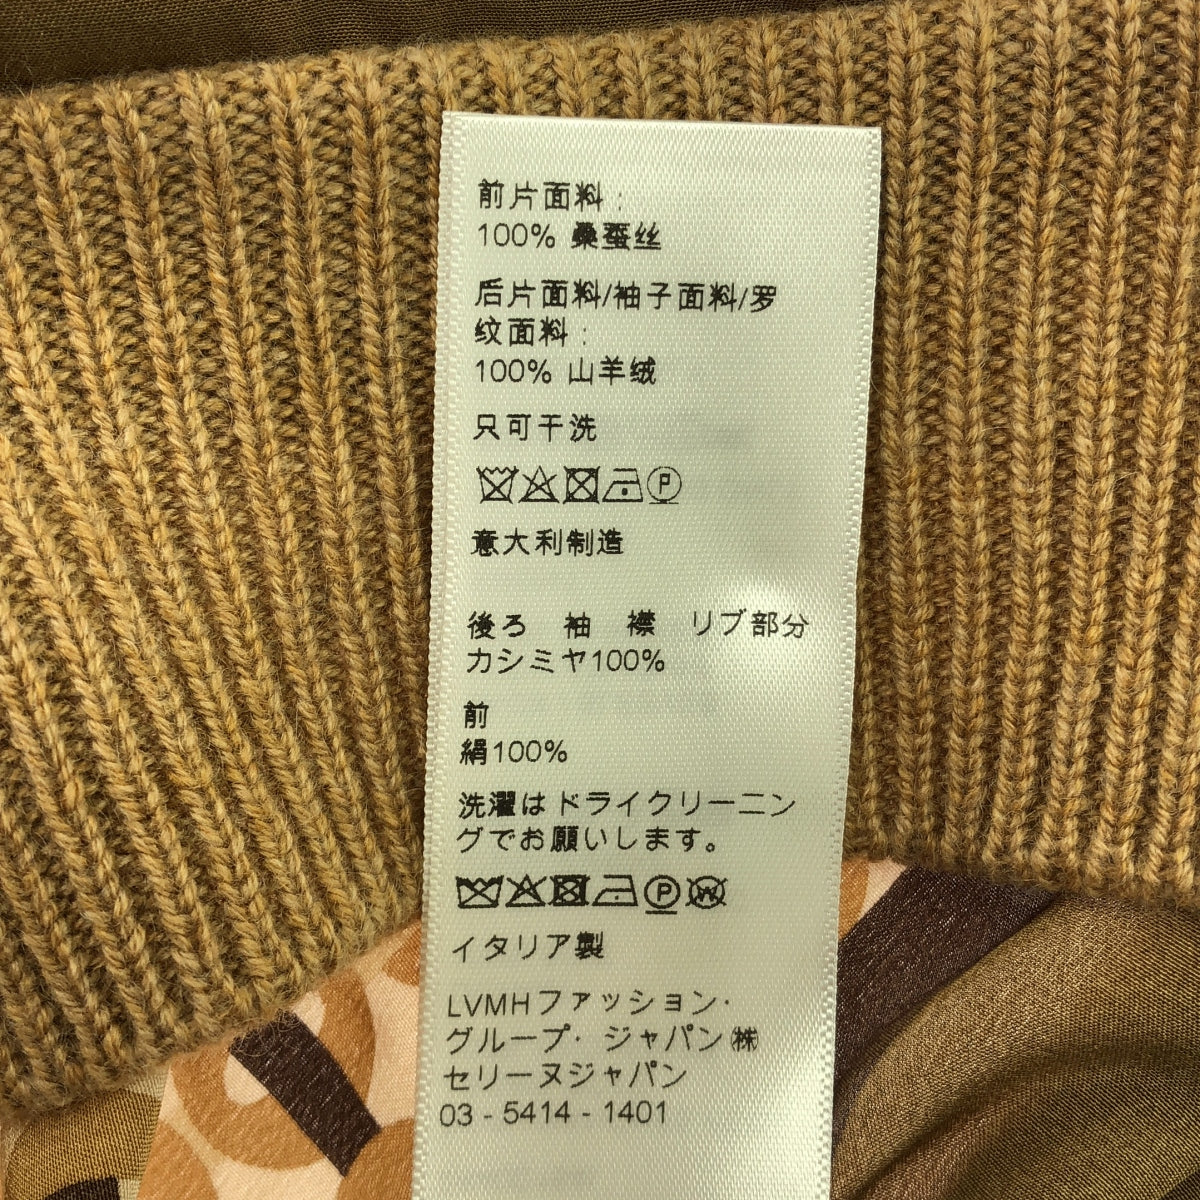 前片面料：
100% 桑蚕丝
后片面料/袖子面料/罗
纹面料：
100% 山羊绒
只可干洗
P
意大利制造
後ろ　袖　襟　リブ部分
カシミヤ100%
前
絹100%
洗濯はドライクリーニン
グでお願いします。
P W
イタリア製
LVMHファッション·
グループ·ジャパン㈱
セリーヌジャパン
03 - 5414 - 1401